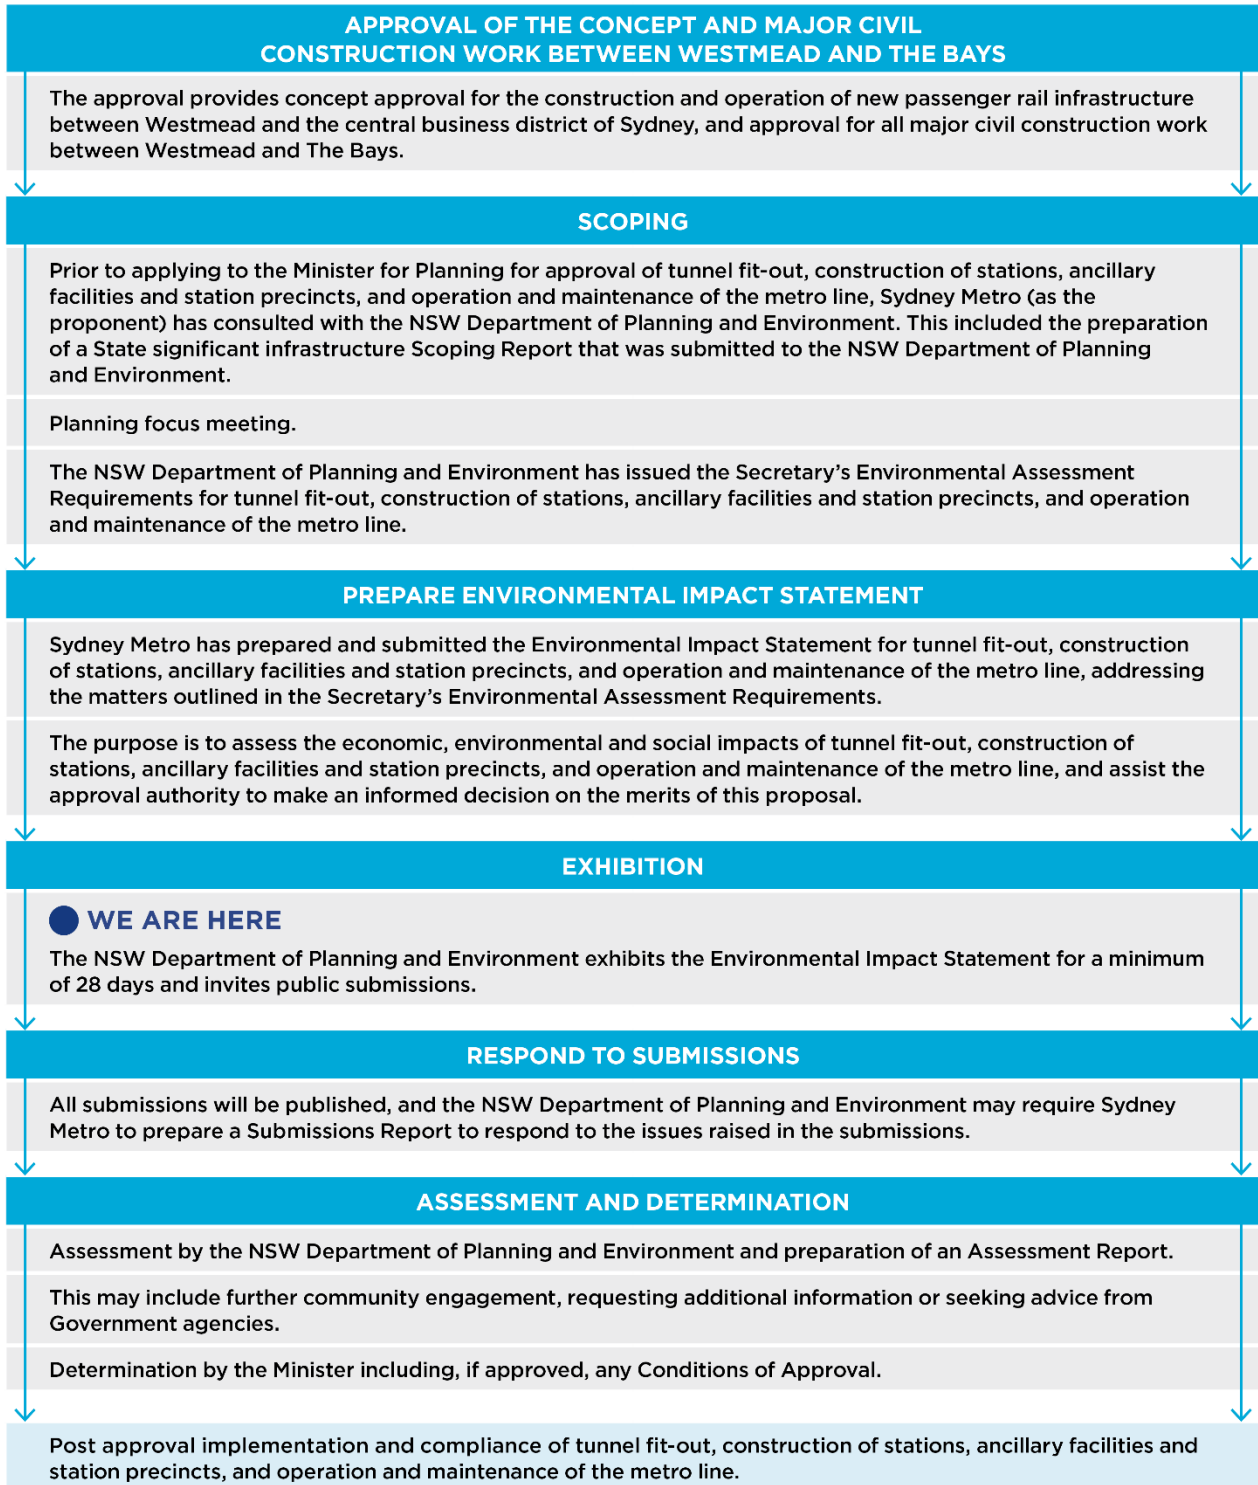 APPROVAL OF THE CONCEPT AND MAJOR CIVIL
CONSTRUCTION WORK BETWEEN WESTMEAD AND THE BAYS
The approval provides concept approval for the construction and operation of new passenger rail infrastructure
between Westmead and the central business district of Sydney, and approval for all major civil construction work
between Westmead and The Bays.
SCOPING
Prior to applying to the Minister for Planning for approval of tunnel fit-out, construction of stations, ancillary
facilities and station precincts, and operation and maintenance of the metro line, Sydney Metro (as the
proponent) has consulted with the NSW Department of Planning and Environment. This included the preparation
of a State significant infrastructure Scoping Report that was submitted to the NSW Department of Planning
and Environment.
Planning focus meeting.
The NSW Department of Planning and Environment has issued the Secretary’s Environmental Assessment
Requirements for tunnel fit-out, construction of stations, ancillary facilities and station precincts, and operation
and maintenance of the metro line.
PREPARE ENVIRONMENTAL IMPACT STATEMENT
Sydney Metro has prepared and submitted the Environmental Impact Statement for tunnel fit-out, construction
of stations, ancillary facilities and station precincts, and operation and maintenance of the metro line, addressing
the matters outlined in the Secretary’s Environmental Assessment Requirements.
The purpose is to assess the economic, environmental and social impacts of tunnel fit-out, construction of
stations, ancillary facilities and station precincts, and operation and maintenance of the metro line, and assist the
approval authority to make an informed decision on the merits of this proposal.
EXHIBITION
WE ARE HERE
The NSW Department of Planning and Environment exhibits the Environmental Impact Statement for a minimum
of 28 days and invites public submissions.
RESPOND TO SUBMISSIONS
All submissions will be published, and the NSW Department of Planning and Environment may require Sydney
Metro to prepare a Submissions Report to respond to the issues raised in the submissions.
ASSESSMENT AND DETERMINATION
Assessment by the NSW Department of Planning and Environment and preparation of an Assessment Report.
This may include further community engagement, requesting additional information or seeking advice from
Government agencies.
Determination by the Minister including, if approved, any Conditions of Approval.
Post approval implementation and compliance of tunnel fit-out, construction of stations, ancillary facilities and
station precincts, and operation and maintenance of the metro line.